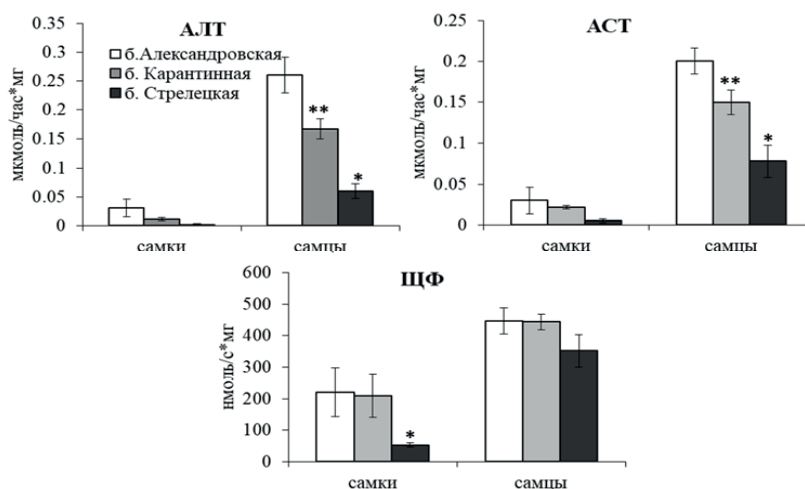 АЛТ
мкмоль/час*мг
0.35
0.3
0.25
0.2
0.15
0.1
0.05
0
б.Александровская
б. Карантинная
б. Стрелецкая
**
*
самки
самцы
АСТ
мкмоль/час*мг
0.25
0.2
0.15
0.1
0.05
0
**
*
самки
самцы
ЩФ
нмоль/с*мг
600
500
400
300
200
100
0
*
самки
самцы